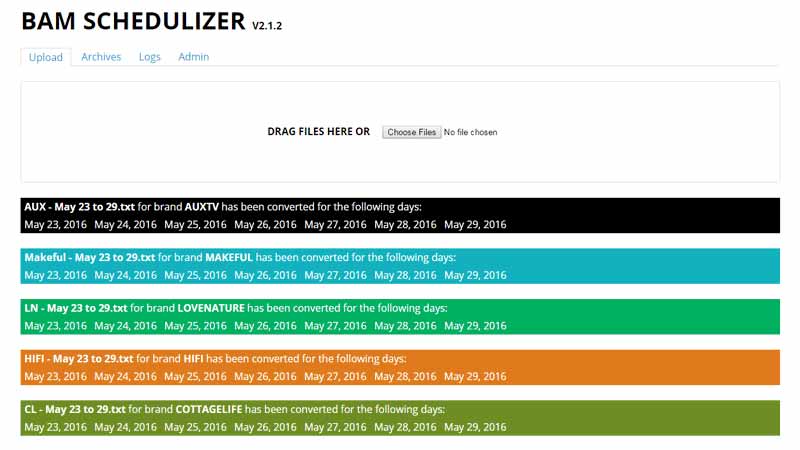 BAM SCHEDULIZER V2.1.2
Upload Archives Logs Admin
DRAG FILES HERE OR Choose Files No file chosen
AUX - May 23 to 29.txt for brand AUXTV has been converted for the following days:
May 23, 2016 May 24, 2016 May 25, 2016 May 26, 2016 May 27, 2016 May 28, 2016 May 29, 2016
Makeful - May 23 to 29.txt for brand MAKEFUL has been converted for the following days:
May 23, 2016 May 24, 2016 May 25, 2016 May 26, 2016 May 27, 2016 May 28, 2016 May 29, 2016
LN - May 23 to 29.txt for brand LOVENATURE has been converted for the following days:
May 23, 2016 May 24, 2016 May 25, 2016 May 26, 2016 May 27, 2016 May 28, 2016 May 29, 2016
HIFI - May 23 to 29.txt for brand HIFI has been converted for the following days:
May 23, 2016 May 24, 2016 May 25, 2016 May 26, 2016 May 27, 2016 May 28, 2016 May 29, 2016
CL - May 23 to 29.txt for brand COTTAGELIFE has been converted for the following days:
May 23, 2016 May 24, 2016 May 25, 2016 May 26, 2016 May 27, 2016 May 28, 2016 May 29, 2016